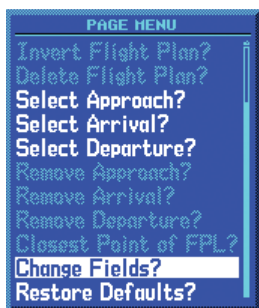 PAGE MENU
Invert Flight Plan?
Delete Flight Plan?
Select Approach?
Select Arrival?
Select Departure?
Remove Approach?
Remove Arrival?
Remove Departure?
Closest Point of FPL?
Change Fields?
Restore Defaults?